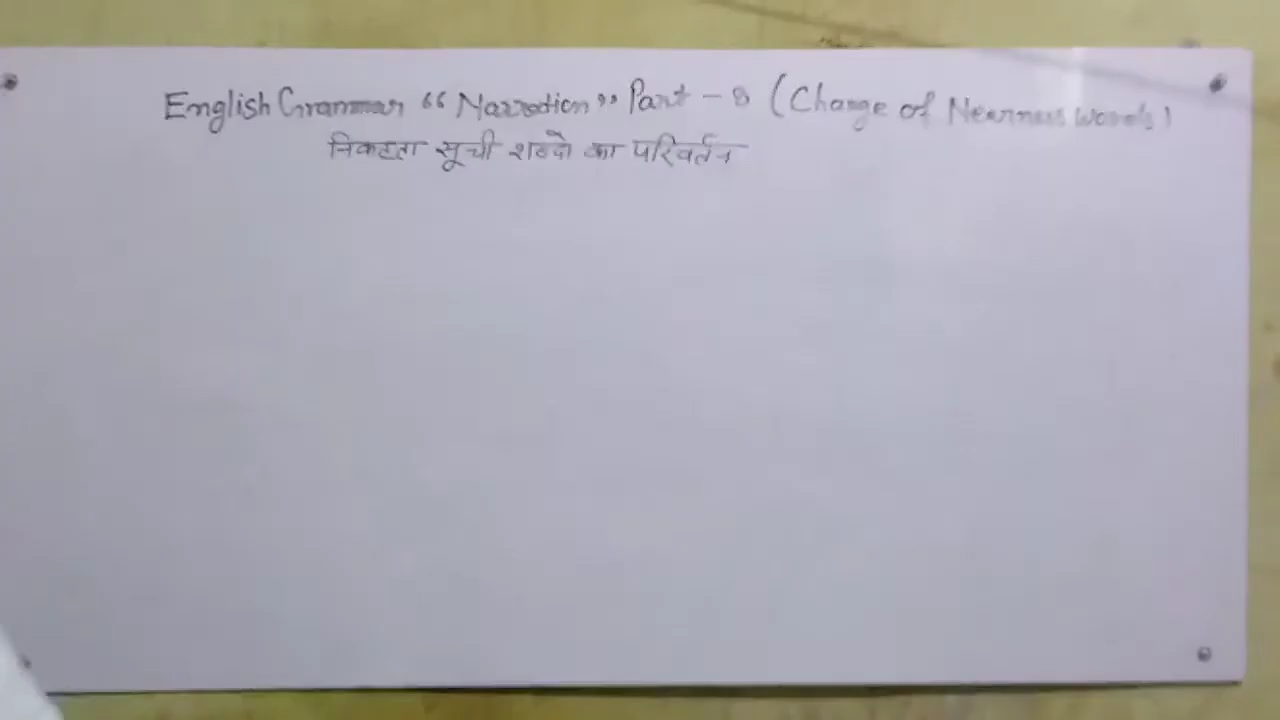 English Grammar “ Narration ” Part - 8 (Change of Nearness words)
निकटता सूची शब्दो का परिवर्तन